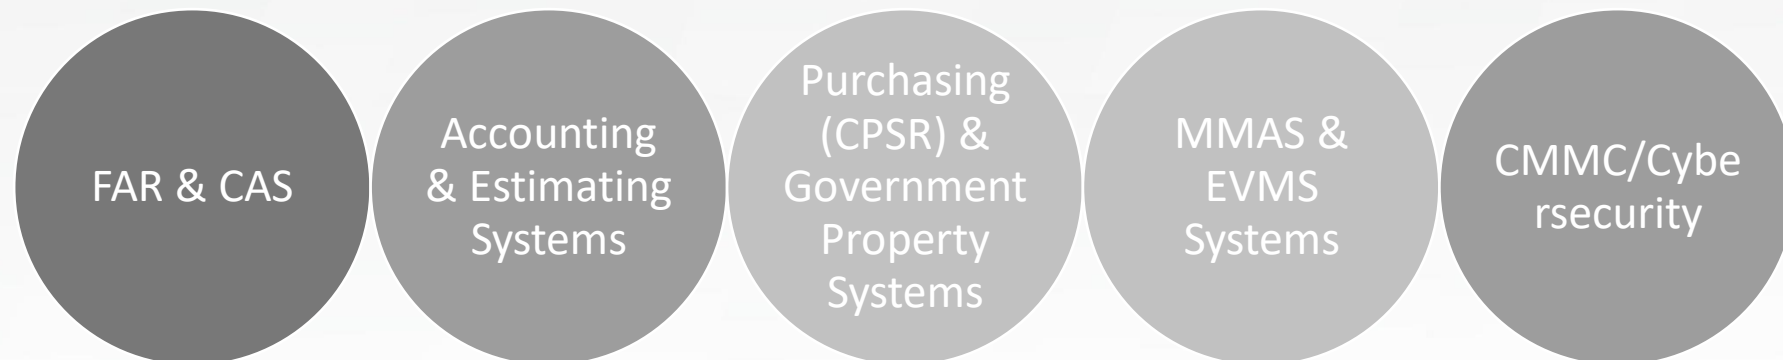 FAR & CAS
Accounting
& Estimating
Systems
Purchasing
(CPSR) &
Government
Property
Systems
MMAS &
EVMS
Systems
CMMC/Cybe
rsecurity